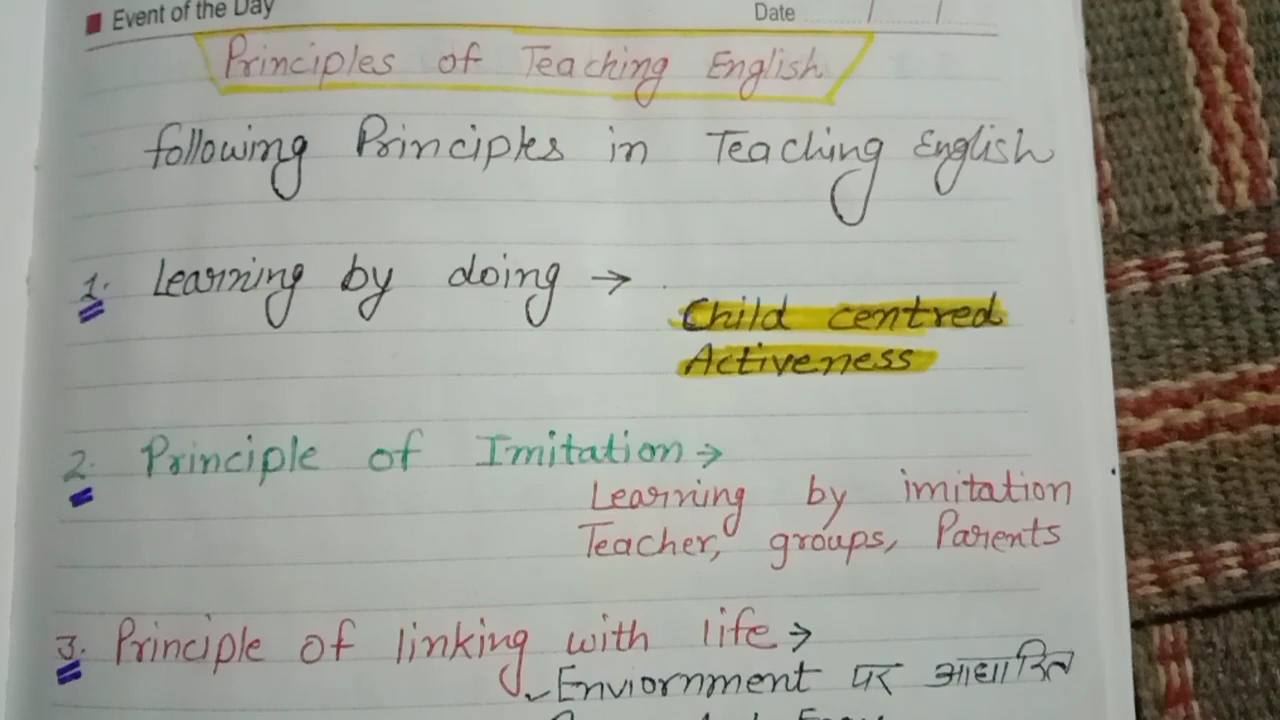 Event of the Day
Date
Principles of Teaching English
following Principles in Teaching English
1. Learning by doing →
Child centred
Activeness
2. Principle of Imitation →
Learning by imitation
Teacher, groups, Parents
3. Principle of linking with life →
Enviornment पर आधारित